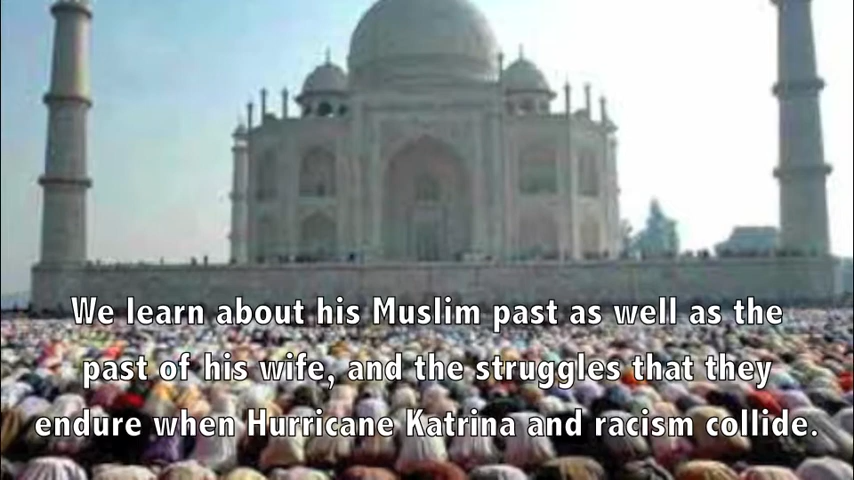 We learn about his Muslim past as well as the
past of his wife, and the struggles that they
endure when Hurricane Katrina and racism collide.